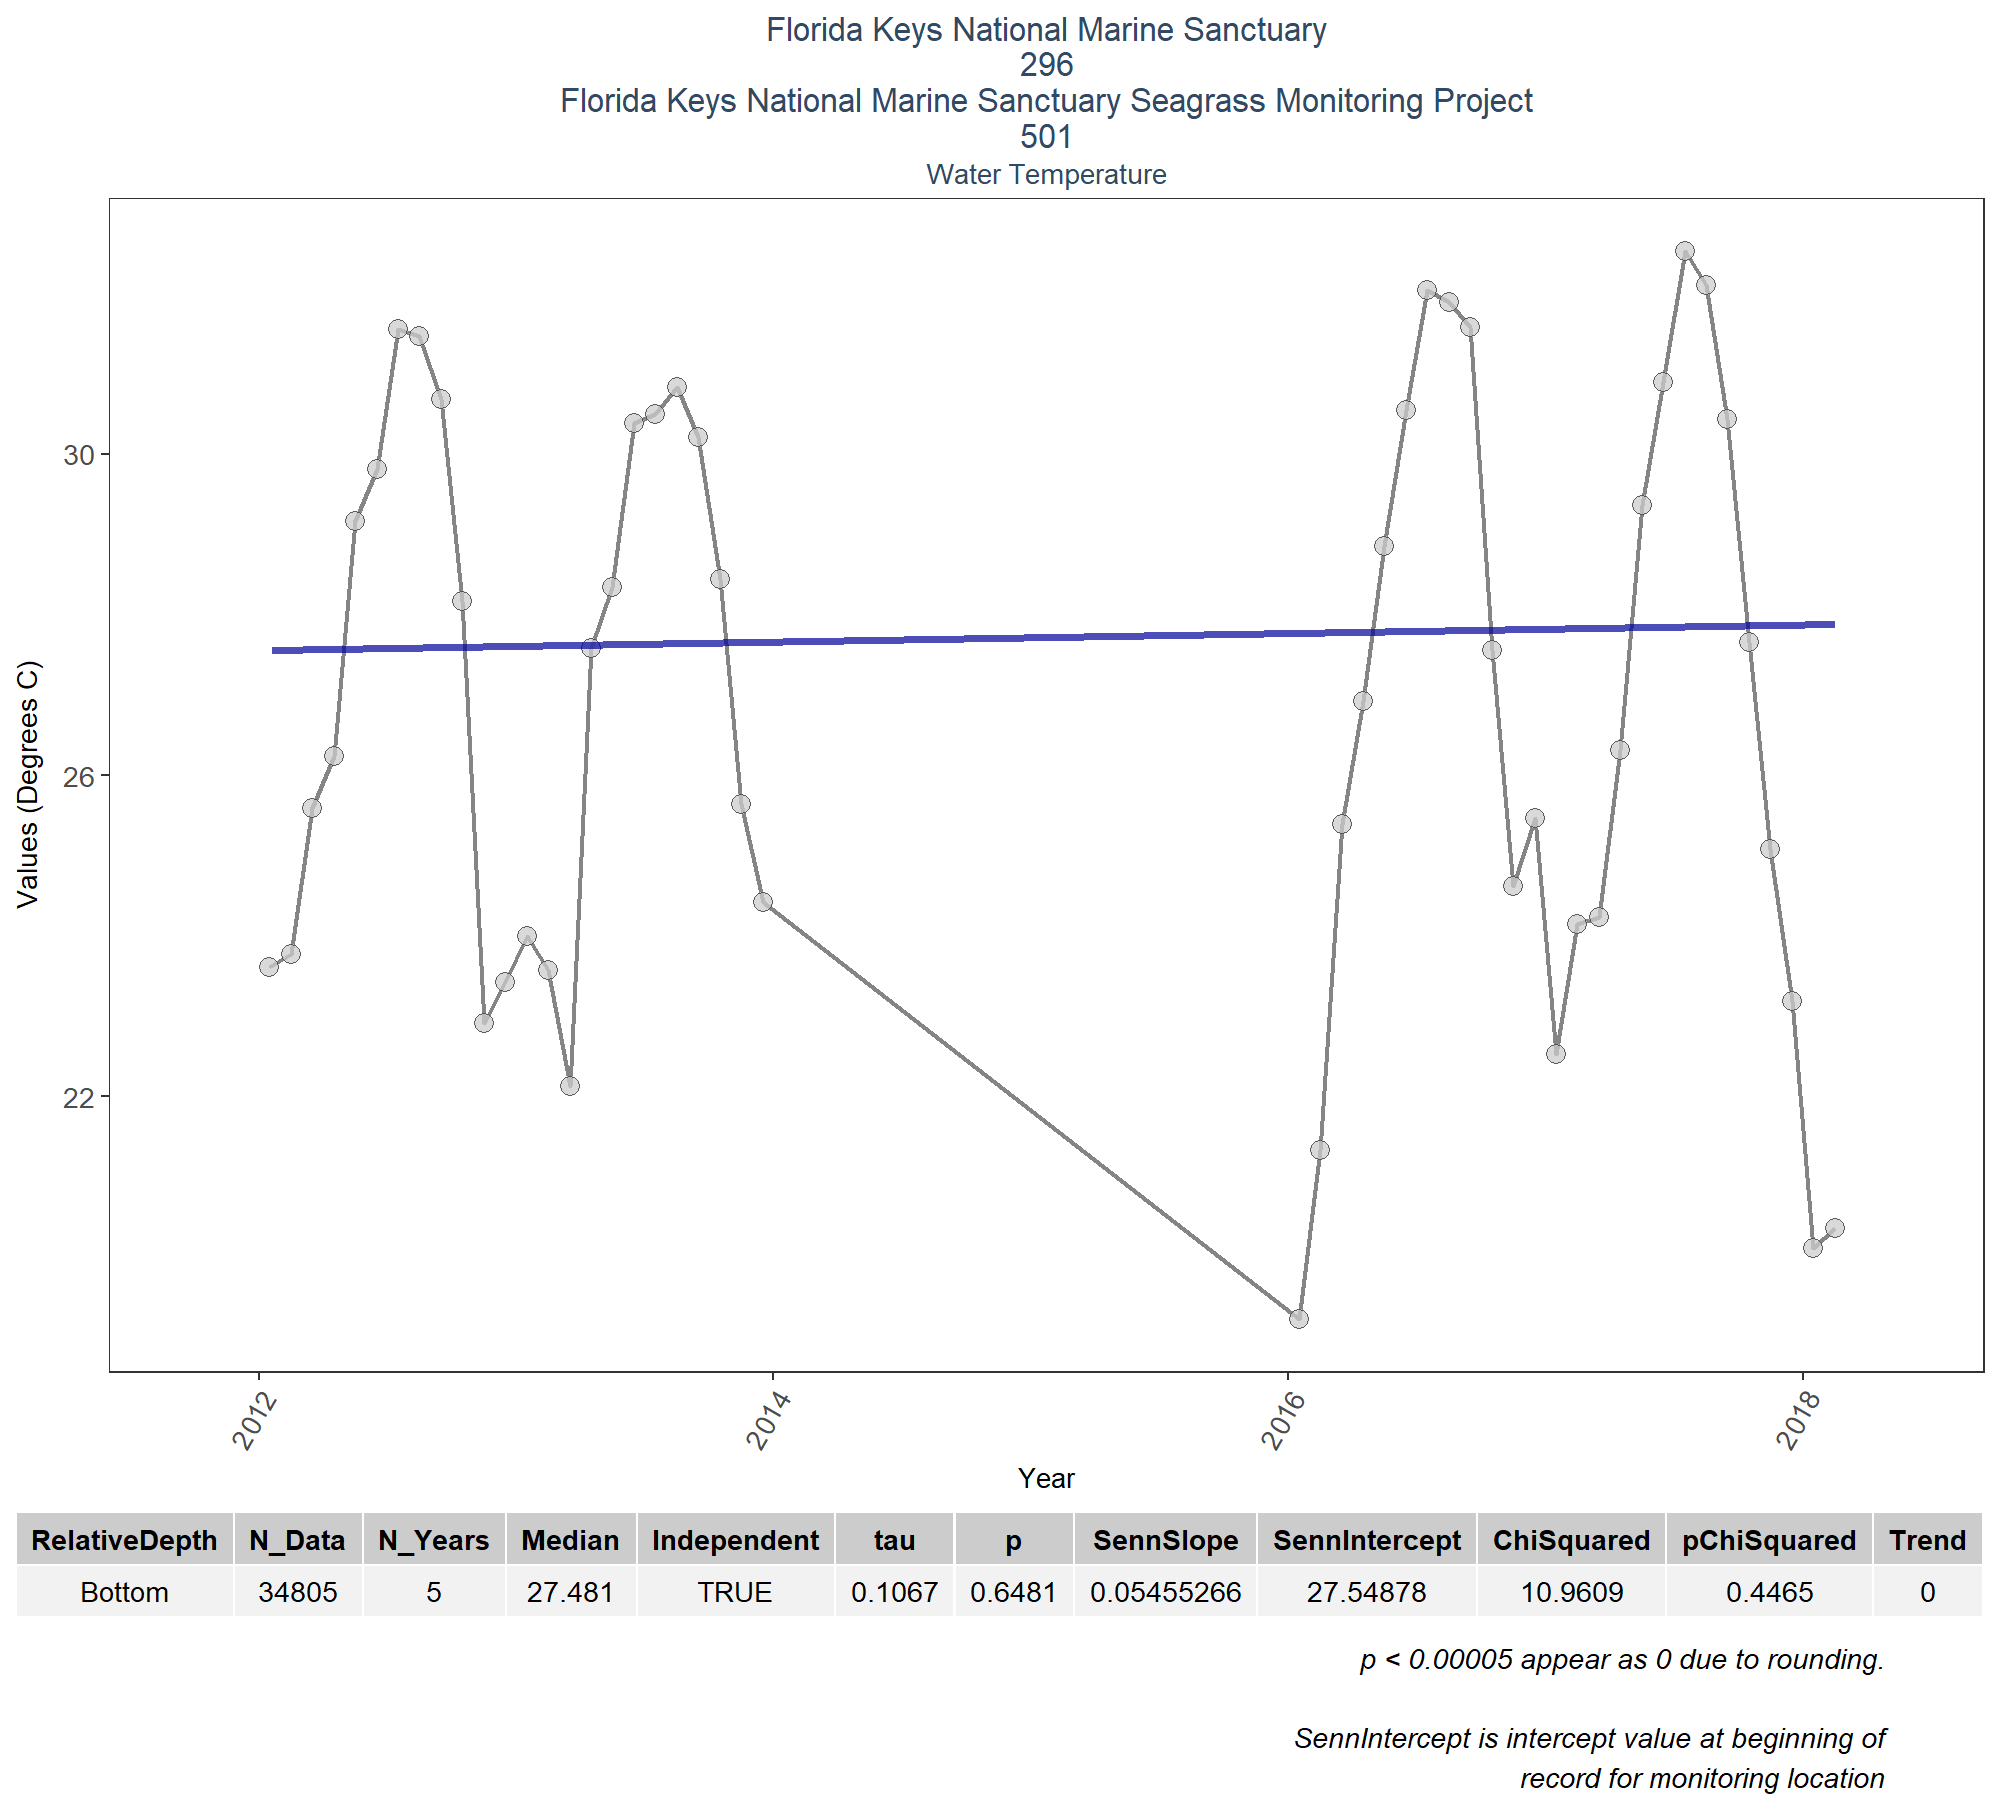 Florida Keys National Marine Sanctuary
296
Florida Keys National Marine Sanctuary Seagrass Monitoring Project
501
Water Temperature
Values (Degrees C)
30
26
22
2012
2014
2016
2018
Year
RelativeDepth N_Data N_Years Median Independent tau p SennSlope SennIntercept ChiSquared pChiSquared Trend
Bottom 34805 5 27.481 TRUE 0.1067 0.6481 0.05455266 27.54878 10.9609 0.4465 0
p < 0.00005 appear as 0 due to rounding.
SennIntercept is intercept value at beginning of
record for monitoring location